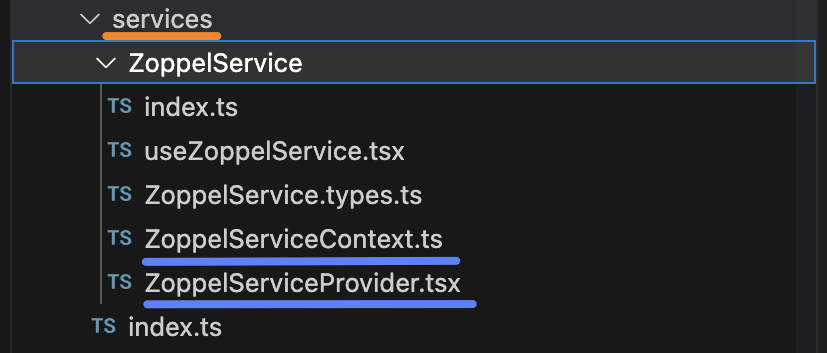 services
ZoppelService
TS index.ts
TS useZoppelService.tsx
TS ZoppelService.types.ts
TS ZoppelServiceContext.ts
TS ZoppelServiceProvider.tsx
TS index.ts